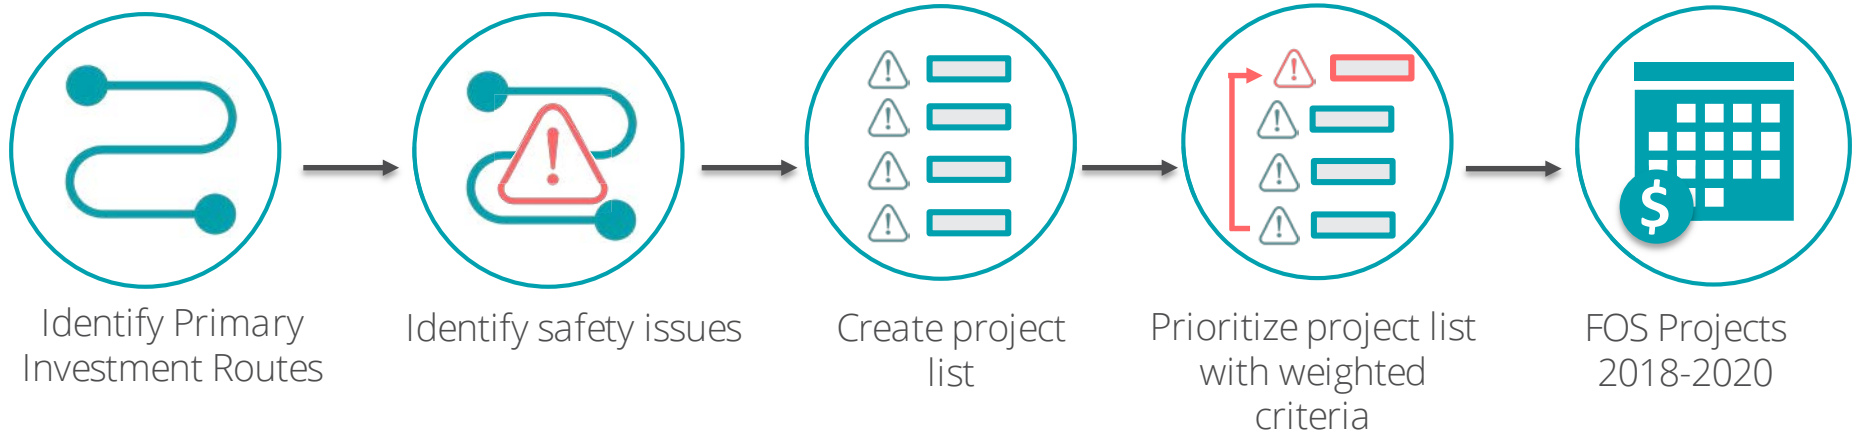 Identify Primary
Investment Routes
Identify safety issues
Create project
list
Prioritize project list
with weighted
criteria
$
FOS Projects
2018-2020